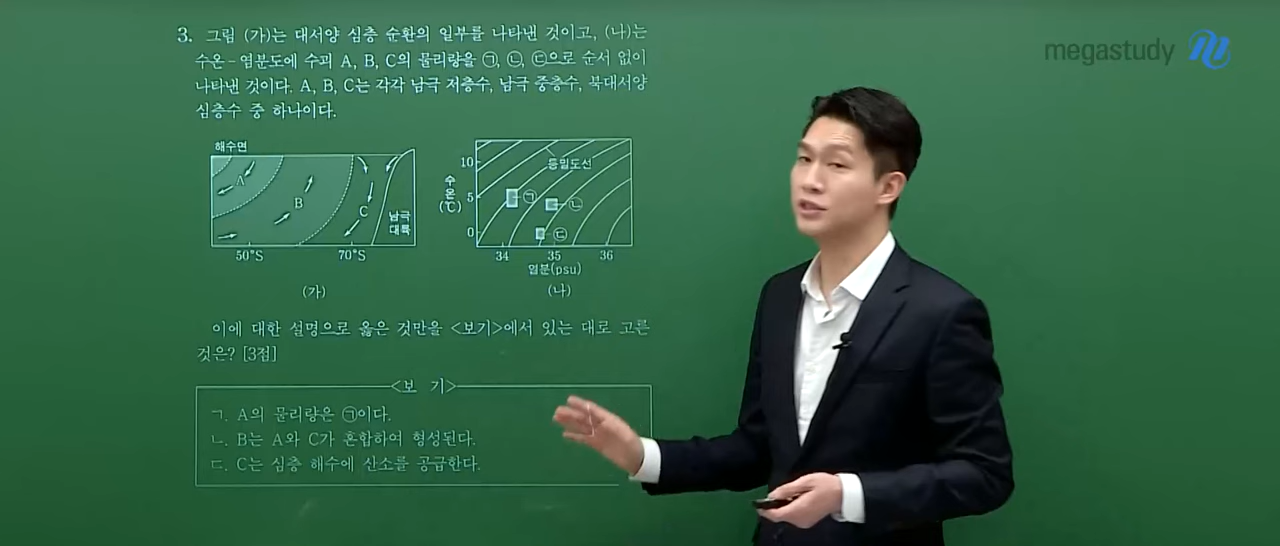 megastudy
3. 그림 (가)는 대서양 심층 순환의 일부를 나타낸 것이고, (나)는
수온-염분도에 수괴 A, B, C의 물리량을 ㉠, ㉡, ㉢으로 순서 없이
나타낸 것이다. A, B, C는 각각 남극 저층수, 남극 중층수, 북대서양
심층수 중 하나이다.
해수면
A
B
C
남극
대륙
50°S
70°S
(가)
수온(℃)
10
5
0
등밀도선
㉠
㉡
㉢
34
35
36
염분(psu)
(나)
이에 대한 설명으로 옳은 것만을 <보기>에서 있는 대로 고른
것은? [3점]
<보 기>
ㄱ. A의 물리량은 ㉠이다.
ㄴ. B는 A와 C가 혼합하여 형성된다.
ㄷ. C는 심층 해수에 산소를 공급한다.